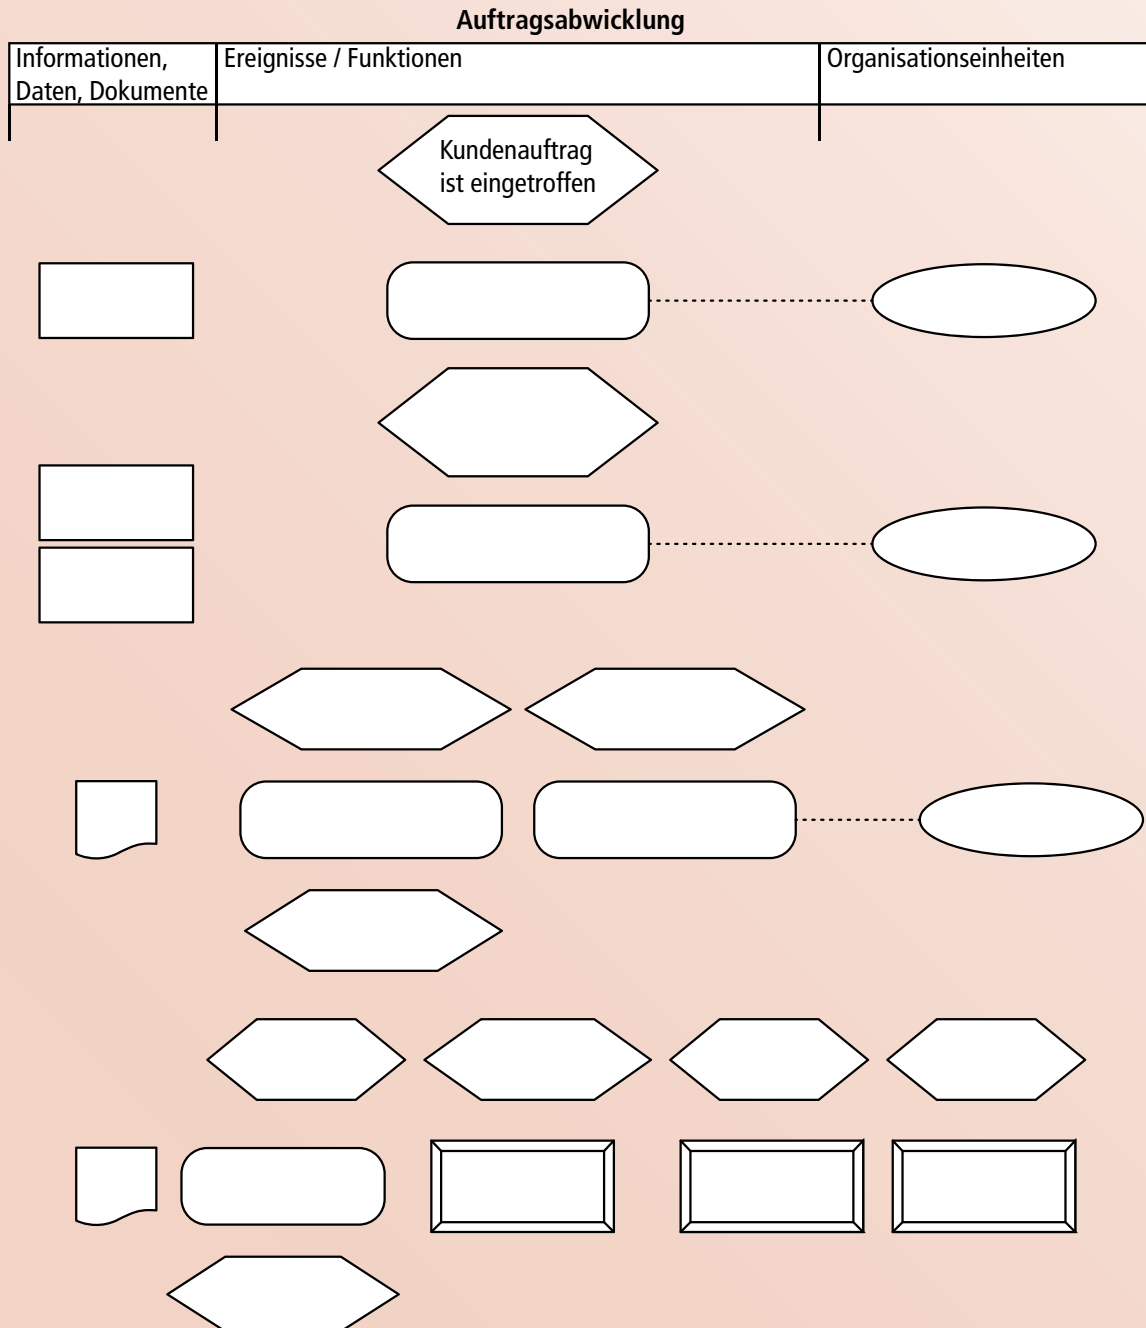 Auftragsabwicklung
Informationen,
Daten, Dokumente
Ereignisse / Funktionen
Organisationseinheiten
Kundenauftrag
ist eingetroffen